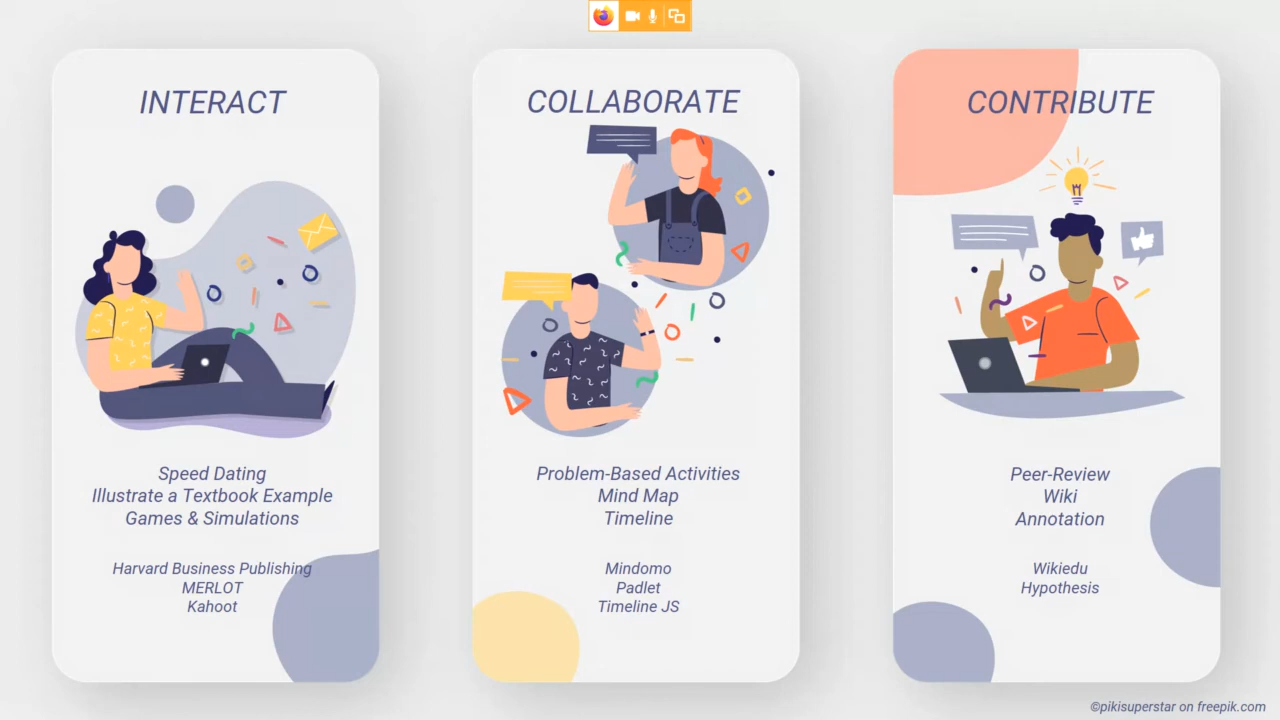 INTERACT
Speed Dating
Illustrate a Textbook Example
Games & Simulations
Harvard Business Publishing
MERLOT
Kahoot
COLLABORATE
Problem-Based Activities
Mind Map
Timeline
Mindomo
Padlet
Timeline JS
CONTRIBUTE
Peer-Review
Wiki
Annotation
Wikiedu
Hypothesis
©pikisuperstar on freepik.com